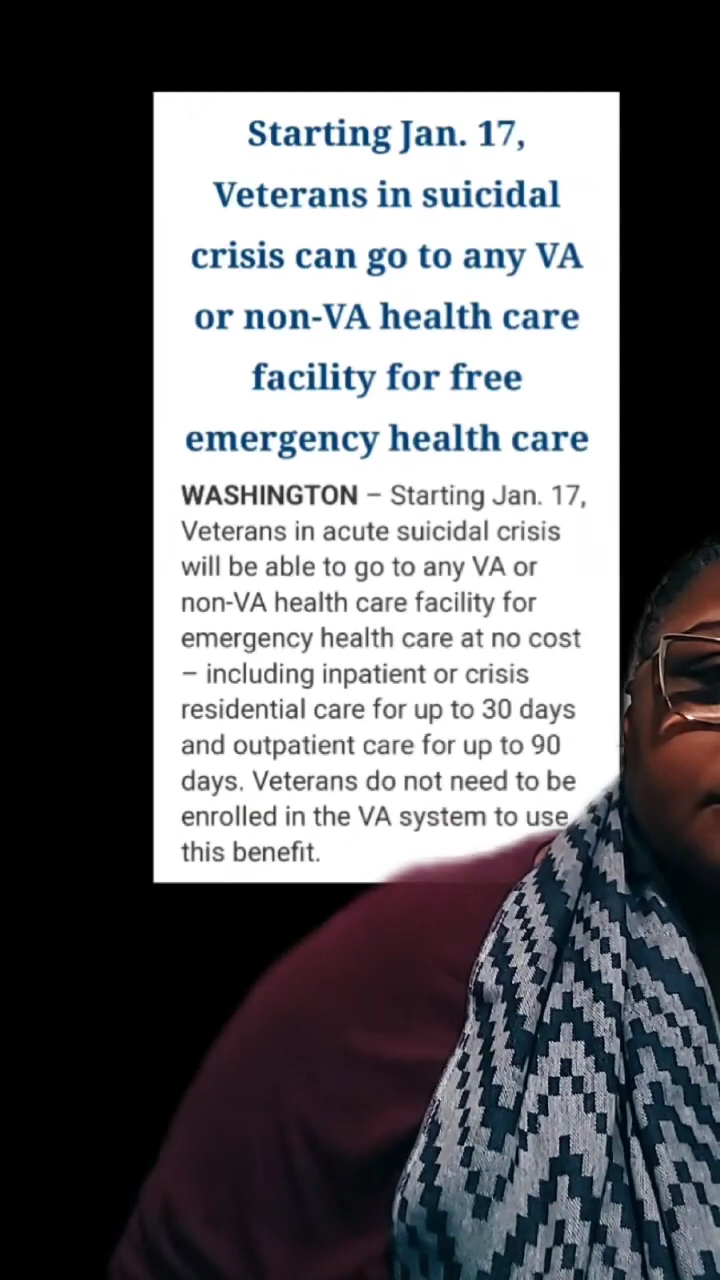 Starting Jan. 17,
Veterans in suicidal
crisis can go to any VA
or non-VA health care
facility for free
emergency health care
WASHINGTON – Starting Jan. 17,
Veterans in acute suicidal crisis
will be able to go to any VA or
non-VA health care facility for
emergency health care at no cost
– including inpatient or crisis
residential care for up to 30 days
and outpatient care for up to 90
days. Veterans do not need to be
enrolled in the VA system to use
this benefit.